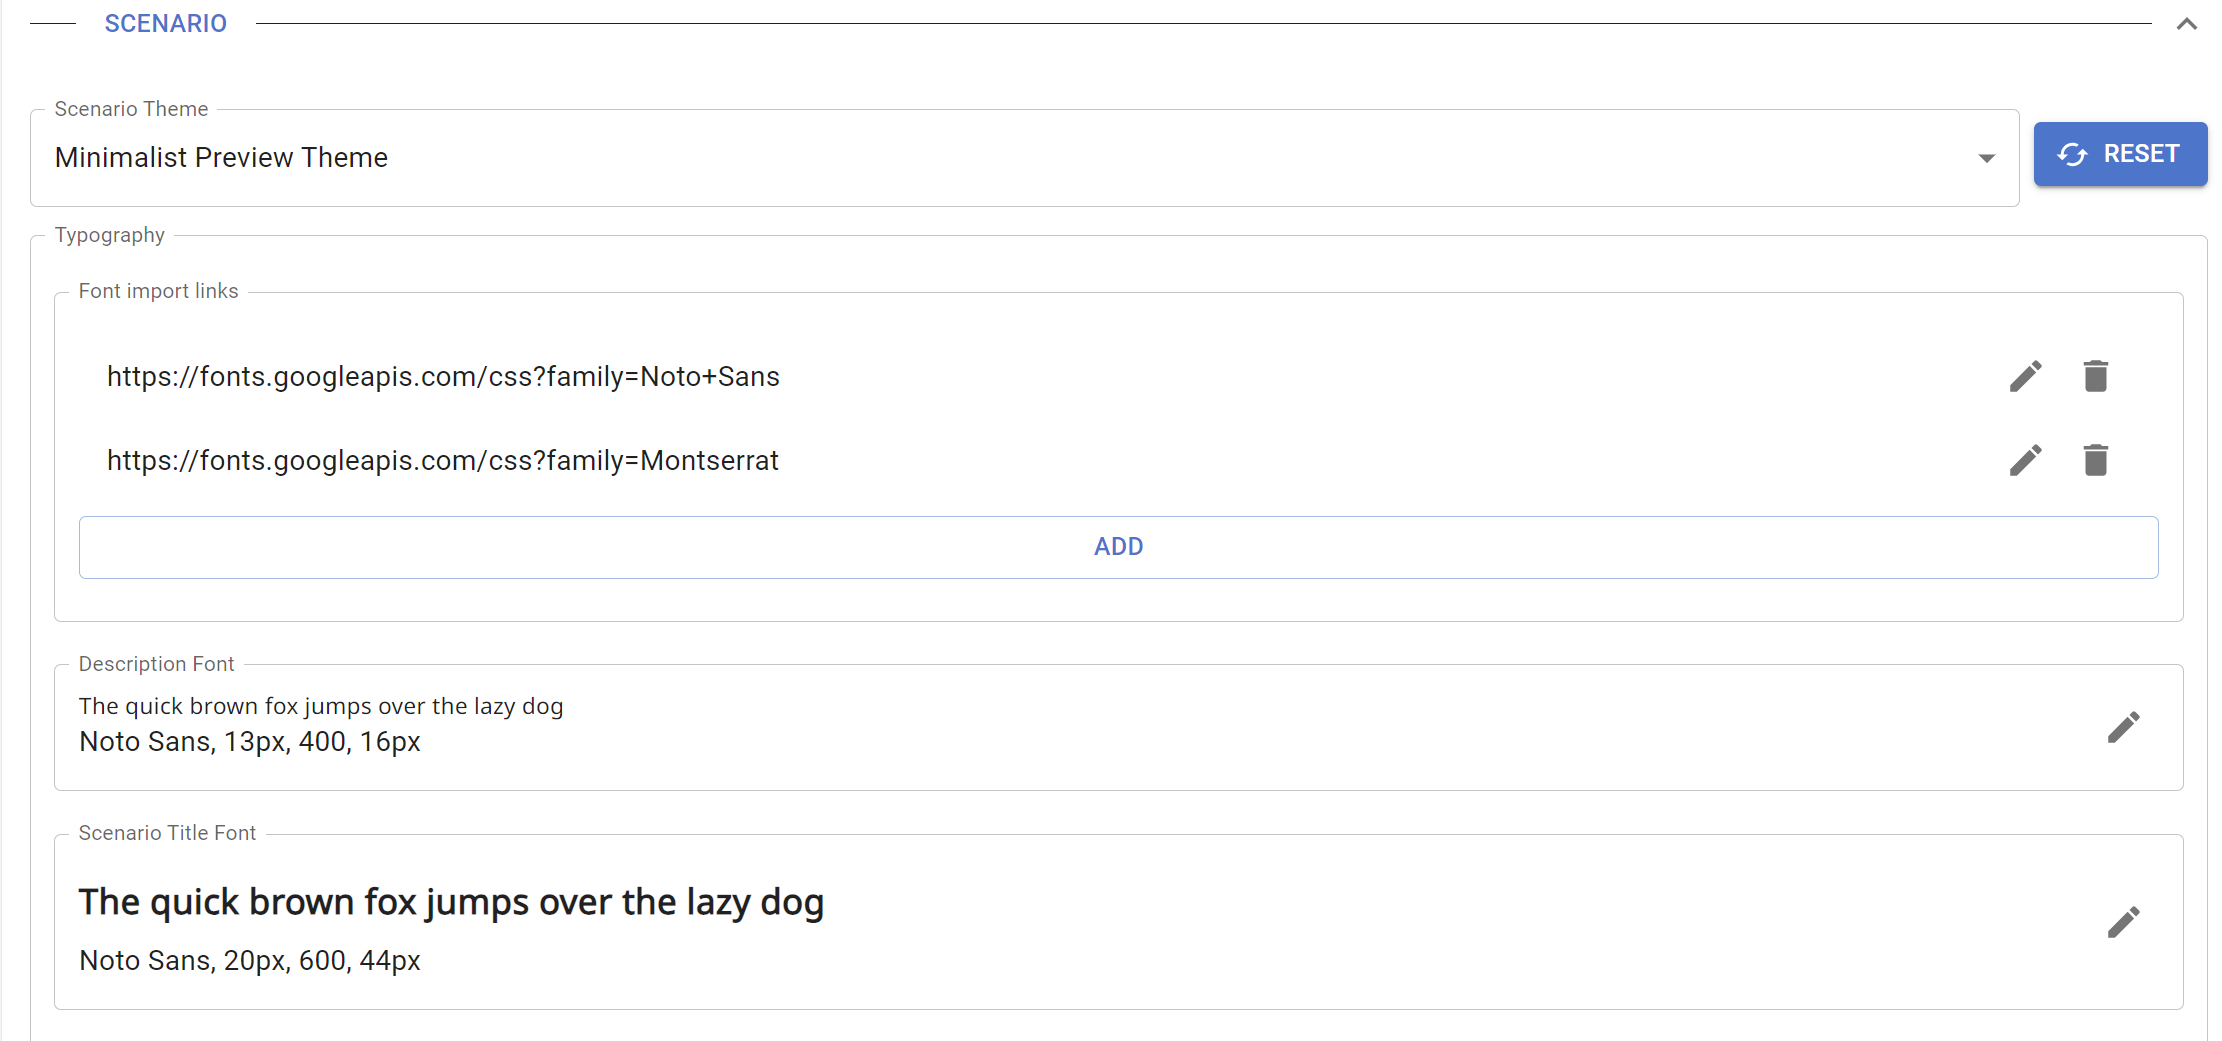 SCENARIO
Scenario Theme
Minimalist Preview Theme
RESET
Typography
Font import links
https://fonts.googleapis.com/css?family=Noto+Sans
https://fonts.googleapis.com/css?family=Montserrat
ADD
Description Font
The quick brown fox jumps over the lazy dog
Noto Sans, 13px, 400, 16px
Scenario Title Font
The quick brown fox jumps over the lazy dog
Noto Sans, 20px, 600, 44px